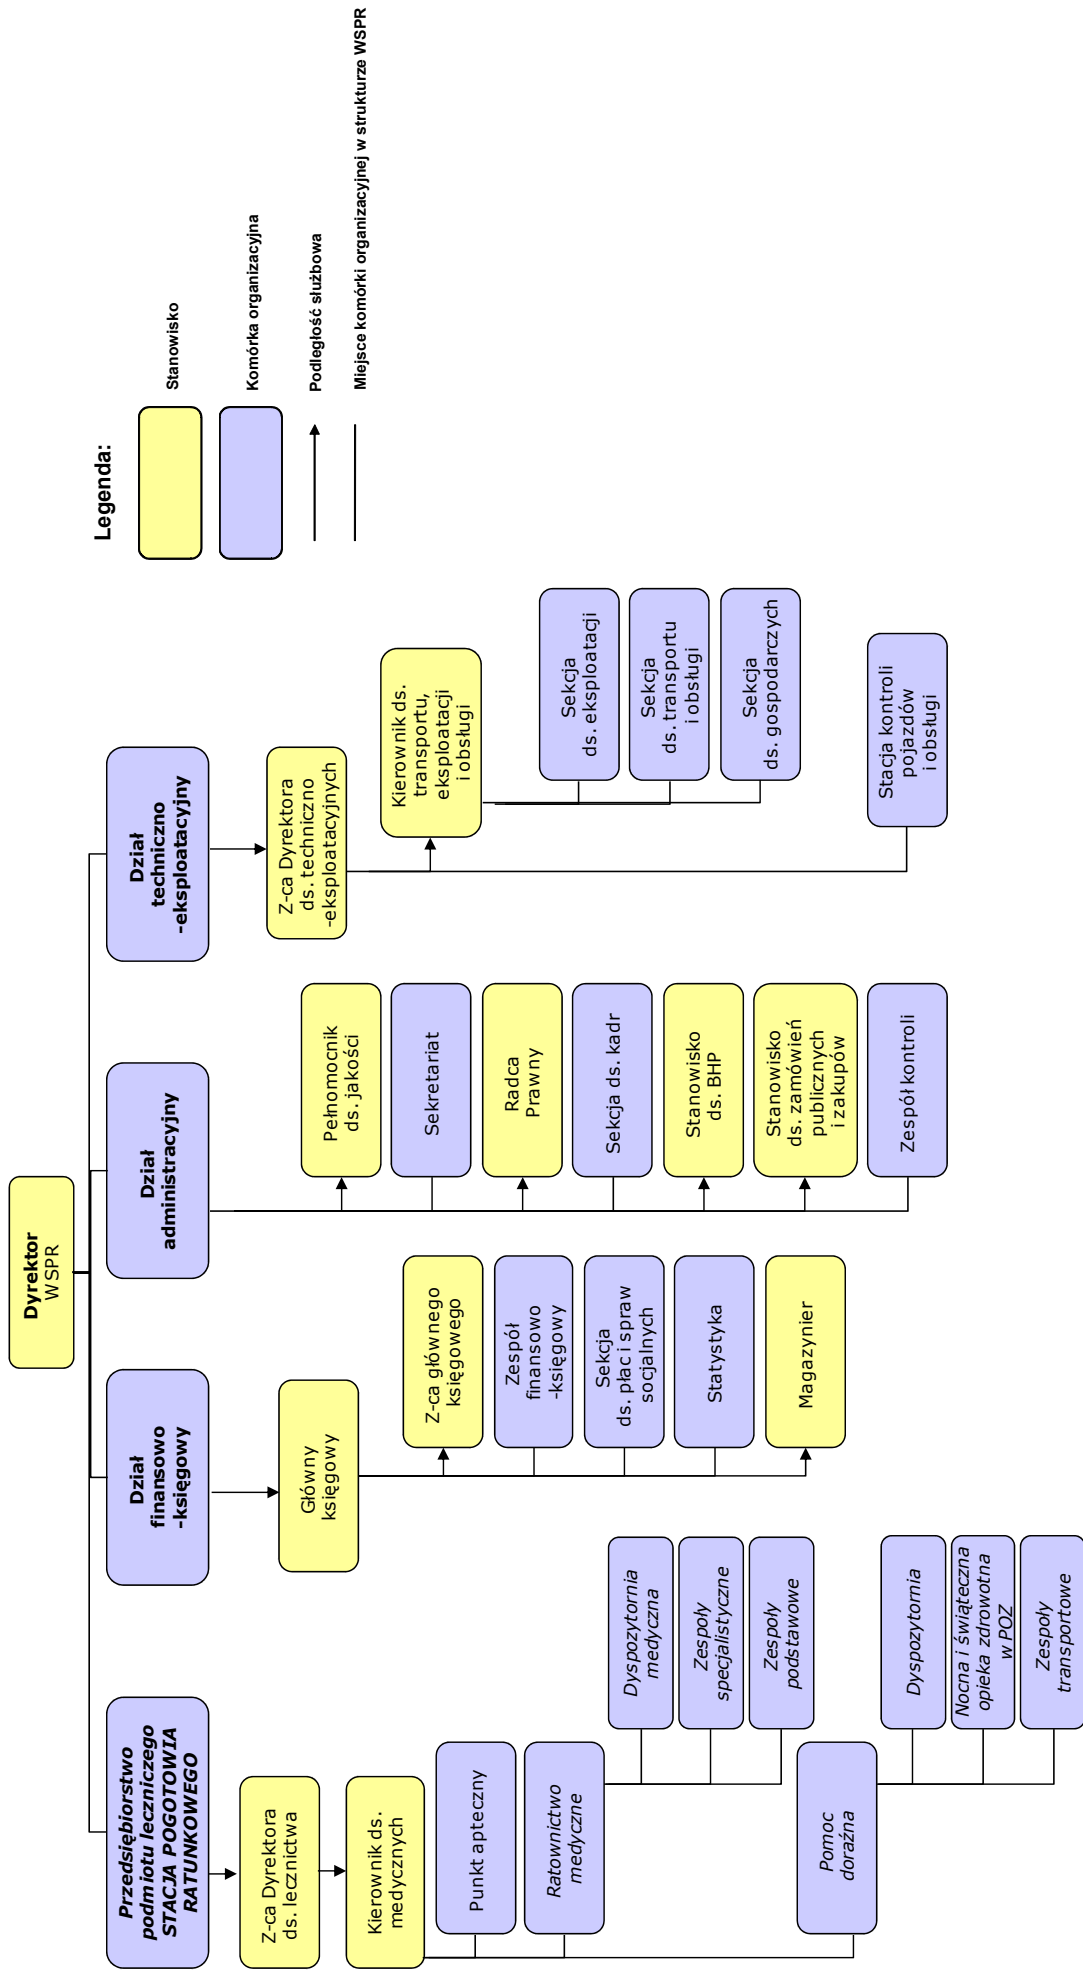 Dyrektor
WSPR
Przedsiębiorstwo
podmiotu leczniczego
STACJA POGOTOWIA
RATUNKOWEGO
Z-ca Dyrektora
ds. lecznictwa
Kierownik ds.
medycznych
Punkt apteczny
Ratownictwo
medyczne
Dyspozytornia
medyczna
Zespoły
specjalistyczne
Zespoły
podstawowe
Pomoc
doraźna
Dyspozytornia
Nocna i świąteczna
opieka zdrowotna
w POZ
Zespoły
transportowe
Dział
finansowo
-księgowy
Główny
księgowy
Z-ca głównego
księgowego
Zespół
finansowo
-księgowy
Sekcja
ds. płac i spraw
socjalnych
Statystyka
Magazynier
Dział
administracyjny
Pełnomocnik
ds. jakości
Sekretariat
Radca
Prawny
Sekcja ds. kadr
Stanowisko
ds. BHP
Stanowisko
ds. zamówień
publicznych
i zakupów
Zespół kontroli
Dział
techniczno
-eksploatacyjny
Z-ca Dyrektora
ds. techniczno
-eksploatacyjnych
Kierownik ds.
transportu,
eksploatacji
i obsługi
Sekcja
ds. eksploatacji
Sekcja
ds. transportu
i obsługi
Sekcja
ds. gospodarczych
Stacja kontroli
pojazdów
i obsługi
Legenda:
Stanowisko
Komórka organizacyjna
Podległość służbowa
Miejsce komórki organizacyjnej w strukturze WSPR